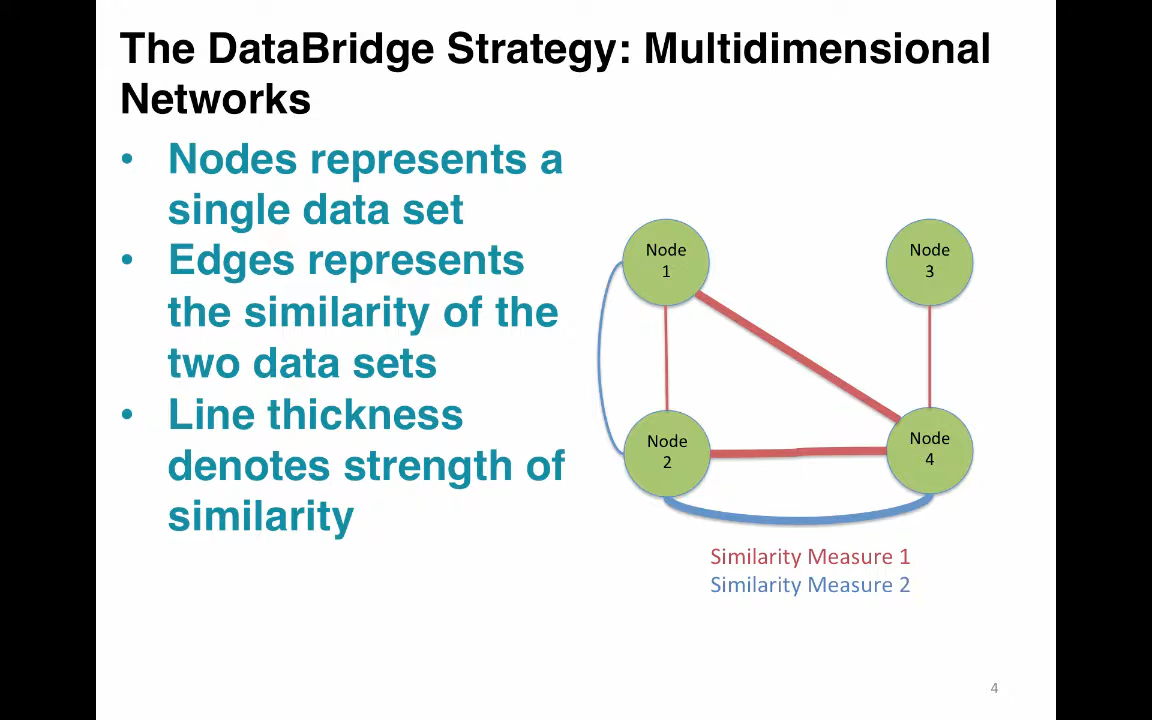 The DataBridge Strategy: Multidimensional
Networks
• Nodes represents a
single data set
• Edges represents
the similarity of the
two data sets
• Line thickness
denotes strength of
similarity
Node
1
Node
3
Node
2
Node
4
Similarity Measure 1
Similarity Measure 2
4